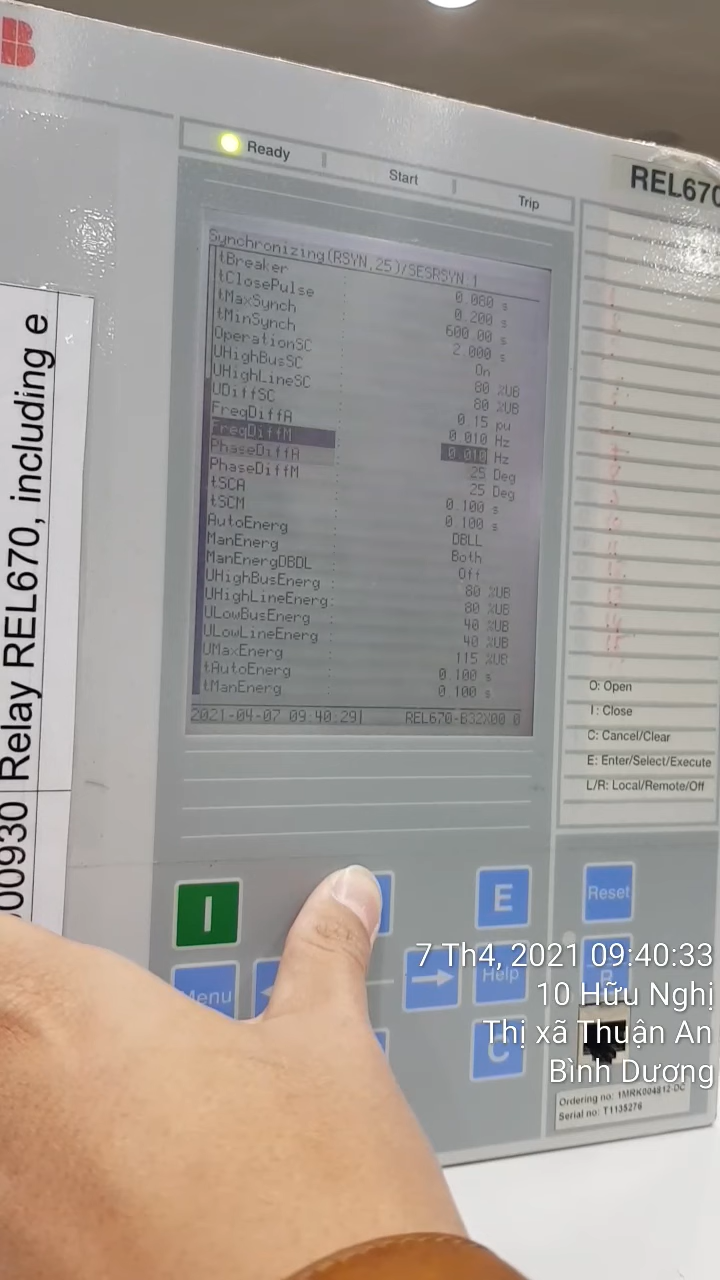 B
Ready
Start
Trip
REL670
Synchronizing(RSYN,25)/SESRSYN:1
tBreaker : 0.080 s
tClosePulse : 0.200 s
tMaxSynch : 600.00 s
tMinSynch : 2.000 s
OperationSC : On
UHighBusSC : 80 %UB
UHighLineSC : 80 %UB
UDiffSC : 0.15 pu
FreqDiffA : 0.010 Hz
FreqDiffM : 0.010 Hz
PhaseDiffA : 25 Deg
PhaseDiffM : 25 Deg
tSCA : 0.100 s
tSCM : 0.100 s
AutoEnerg : DBLL
ManEnerg : Both
ManEnergDBDL : Off
UHighBusEnerg : 80 %UB
UHighLineEnerg: 80 %UB
ULowBusEnerg : 40 %UB
ULowLineEnerg : 40 %UB
UMaxEnerg : 115 %UB
tAutoEnerg : 0.100 s
tManEnerg : 0.100 s
2021-04-07 09:40:29| REL670-B32X00 0
O: Open
I : Close
C: Cancel/Clear
E: Enter/Select/Execute
L/R: Local/Remote/Off
00930 Relay REL670, including e
I
E
Reset
Menu
Help
R
C
7 Th4, 2021 09:40:33
10 Hữu Nghị
Thị xã Thuận An
Bình Dương
Ordering no: 1MRK004812-DC
Serial no: T1135276